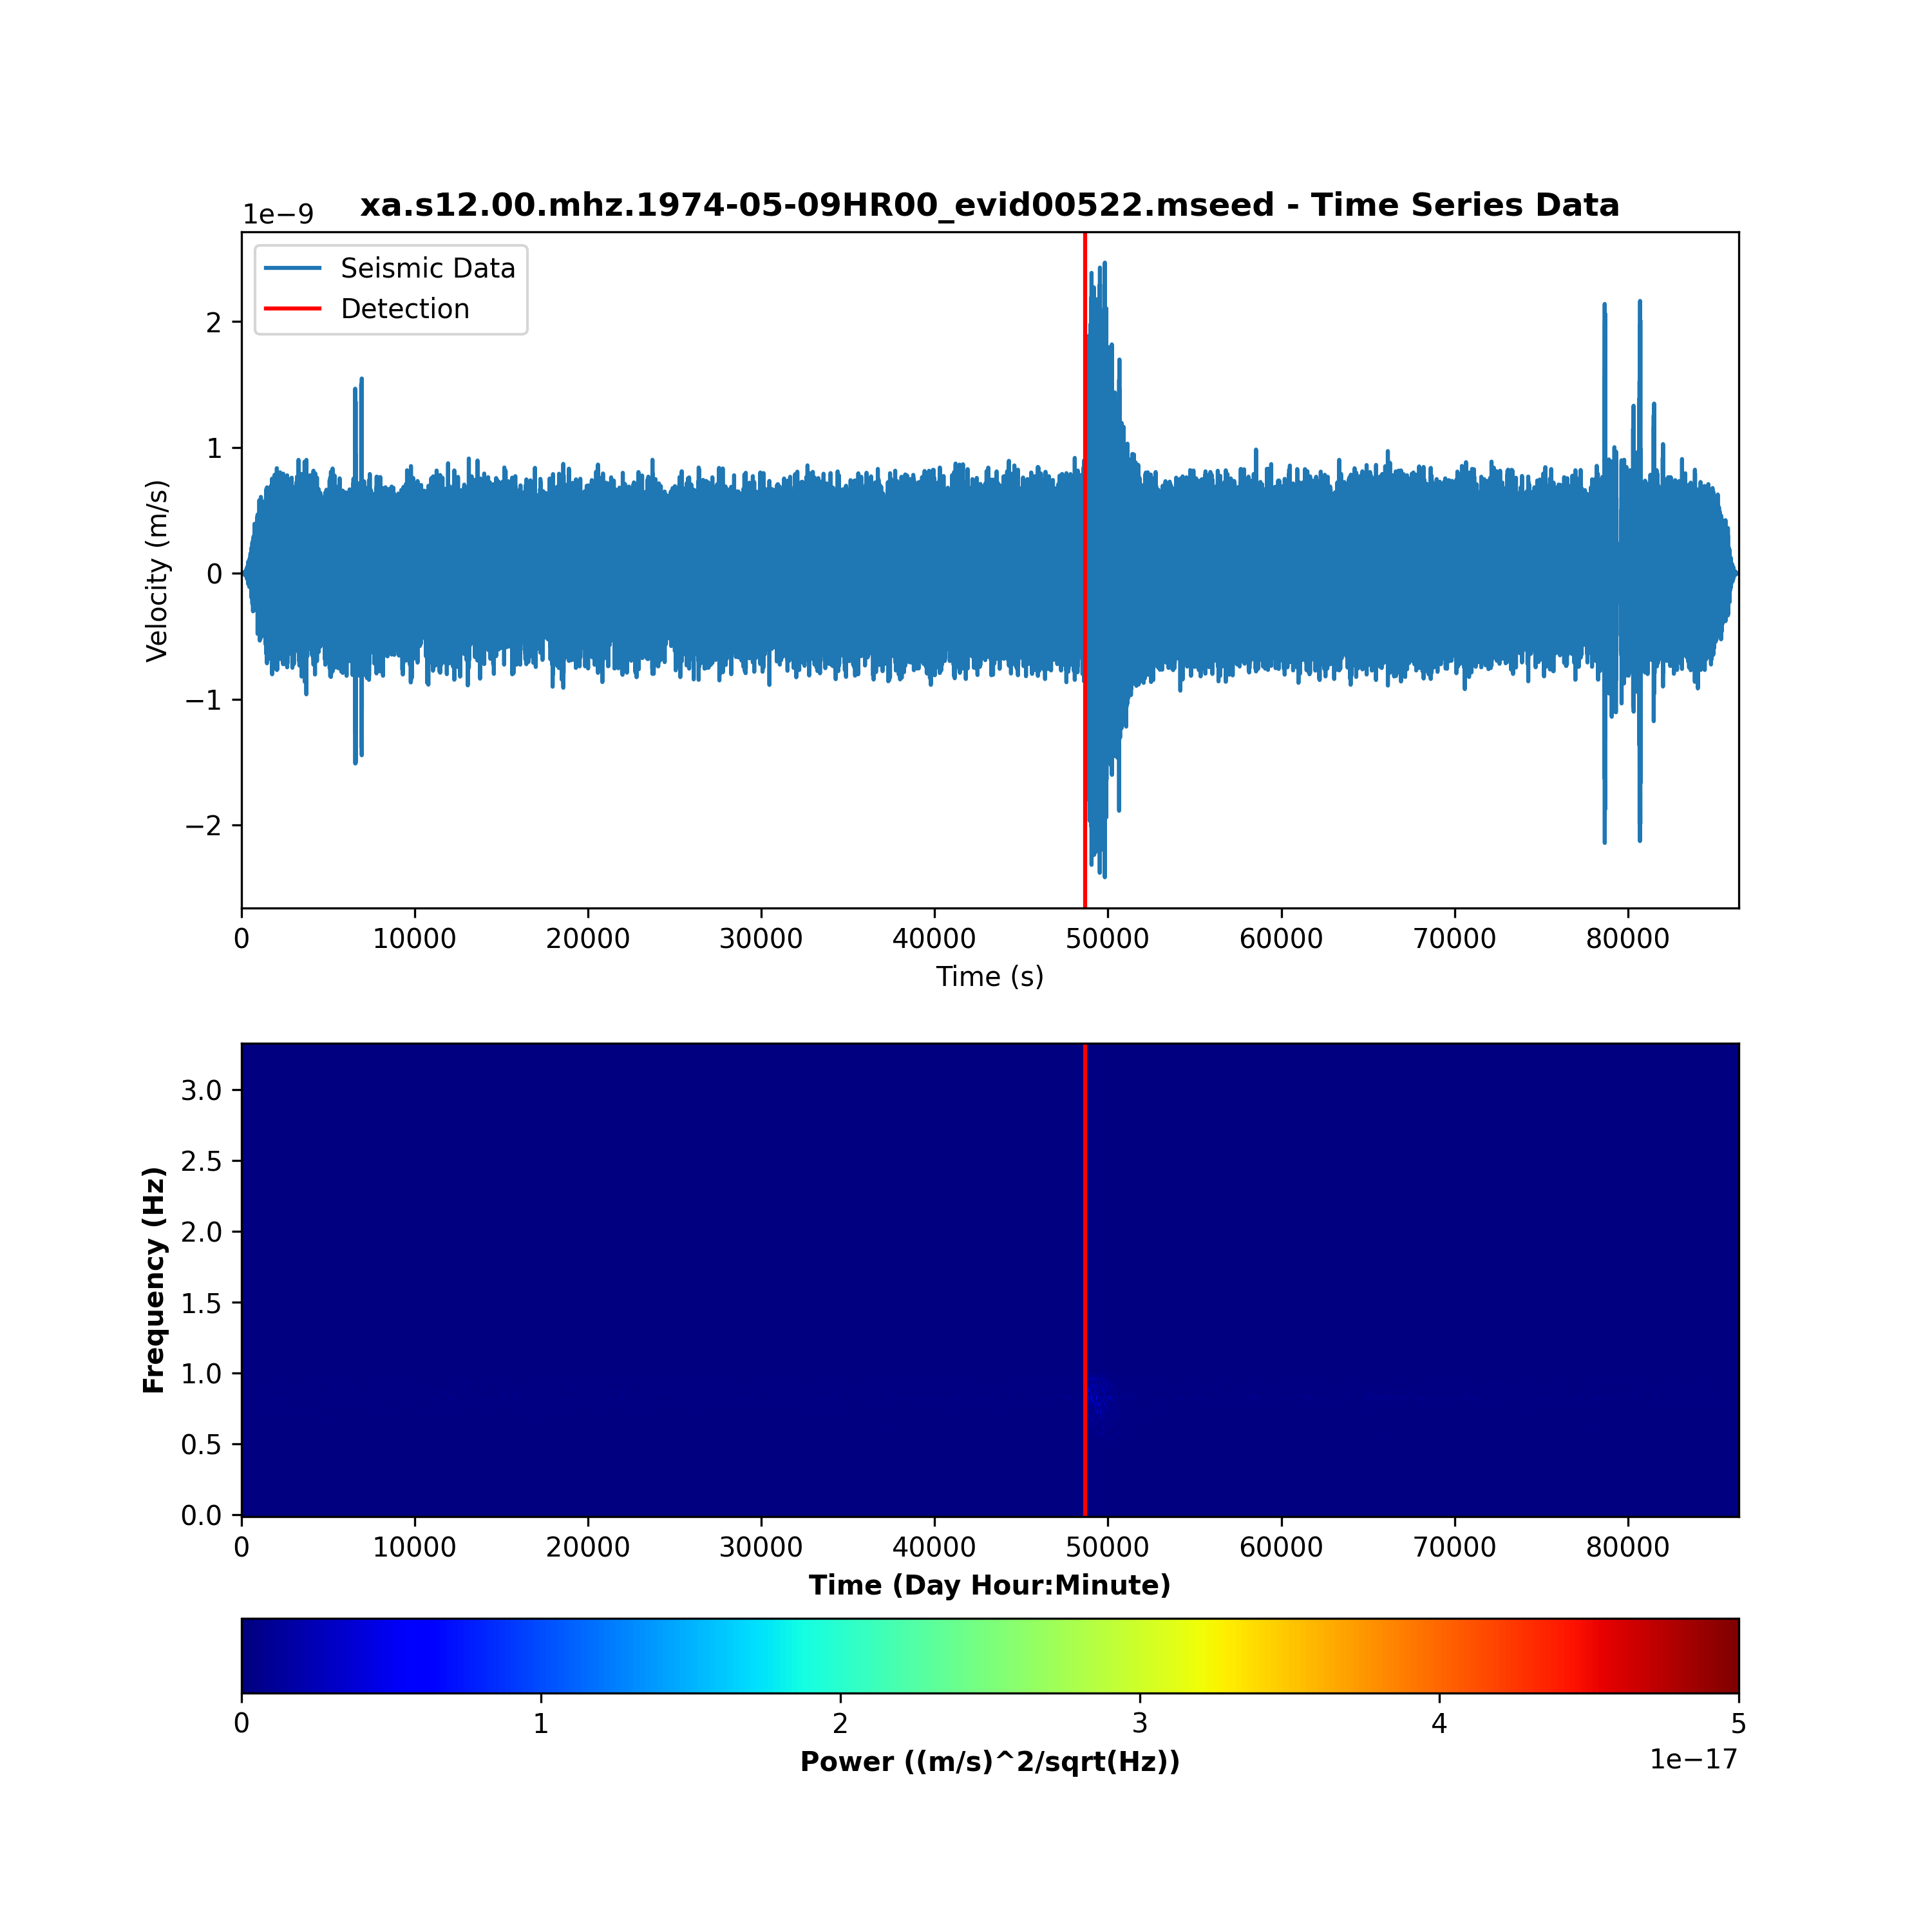 xa.s12.00.mhz.1974-05-09HR00_evid00522.mseed - Time Series Data
1e−9
Seismic Data
Detection
2
1
0
−1
−2
Velocity (m/s)
0 10000 20000 30000 40000 50000 60000 70000 80000
Time (s)
3.0
2.5
2.0
1.5
1.0
0.5
0.0
Frequency (Hz)
0 10000 20000 30000 40000 50000 60000 70000 80000
Time (Day Hour:Minute)
0 1 2 3 4 5
Power ((m/s)^2/sqrt(Hz))
1e−17